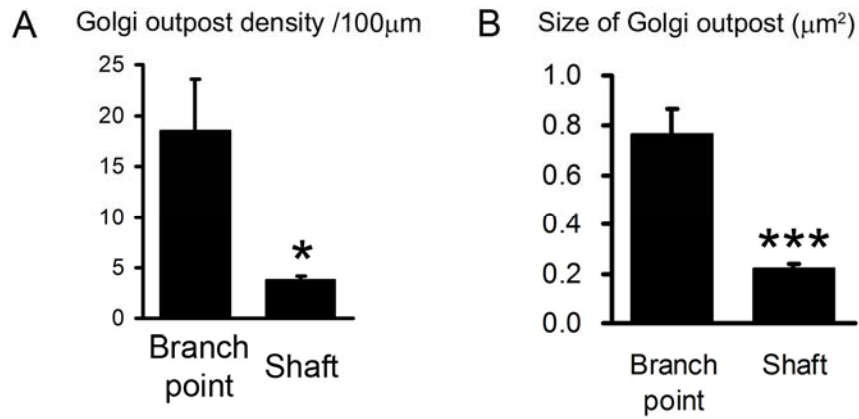 A Golgi outpost density /100μm
25
20
15
10
5
0
*
Branch
point
Shaft
B Size of Golgi outpost (μm²)
1.0
0.8
0.6
0.4
0.2
0.0
***
Branch
point
Shaft